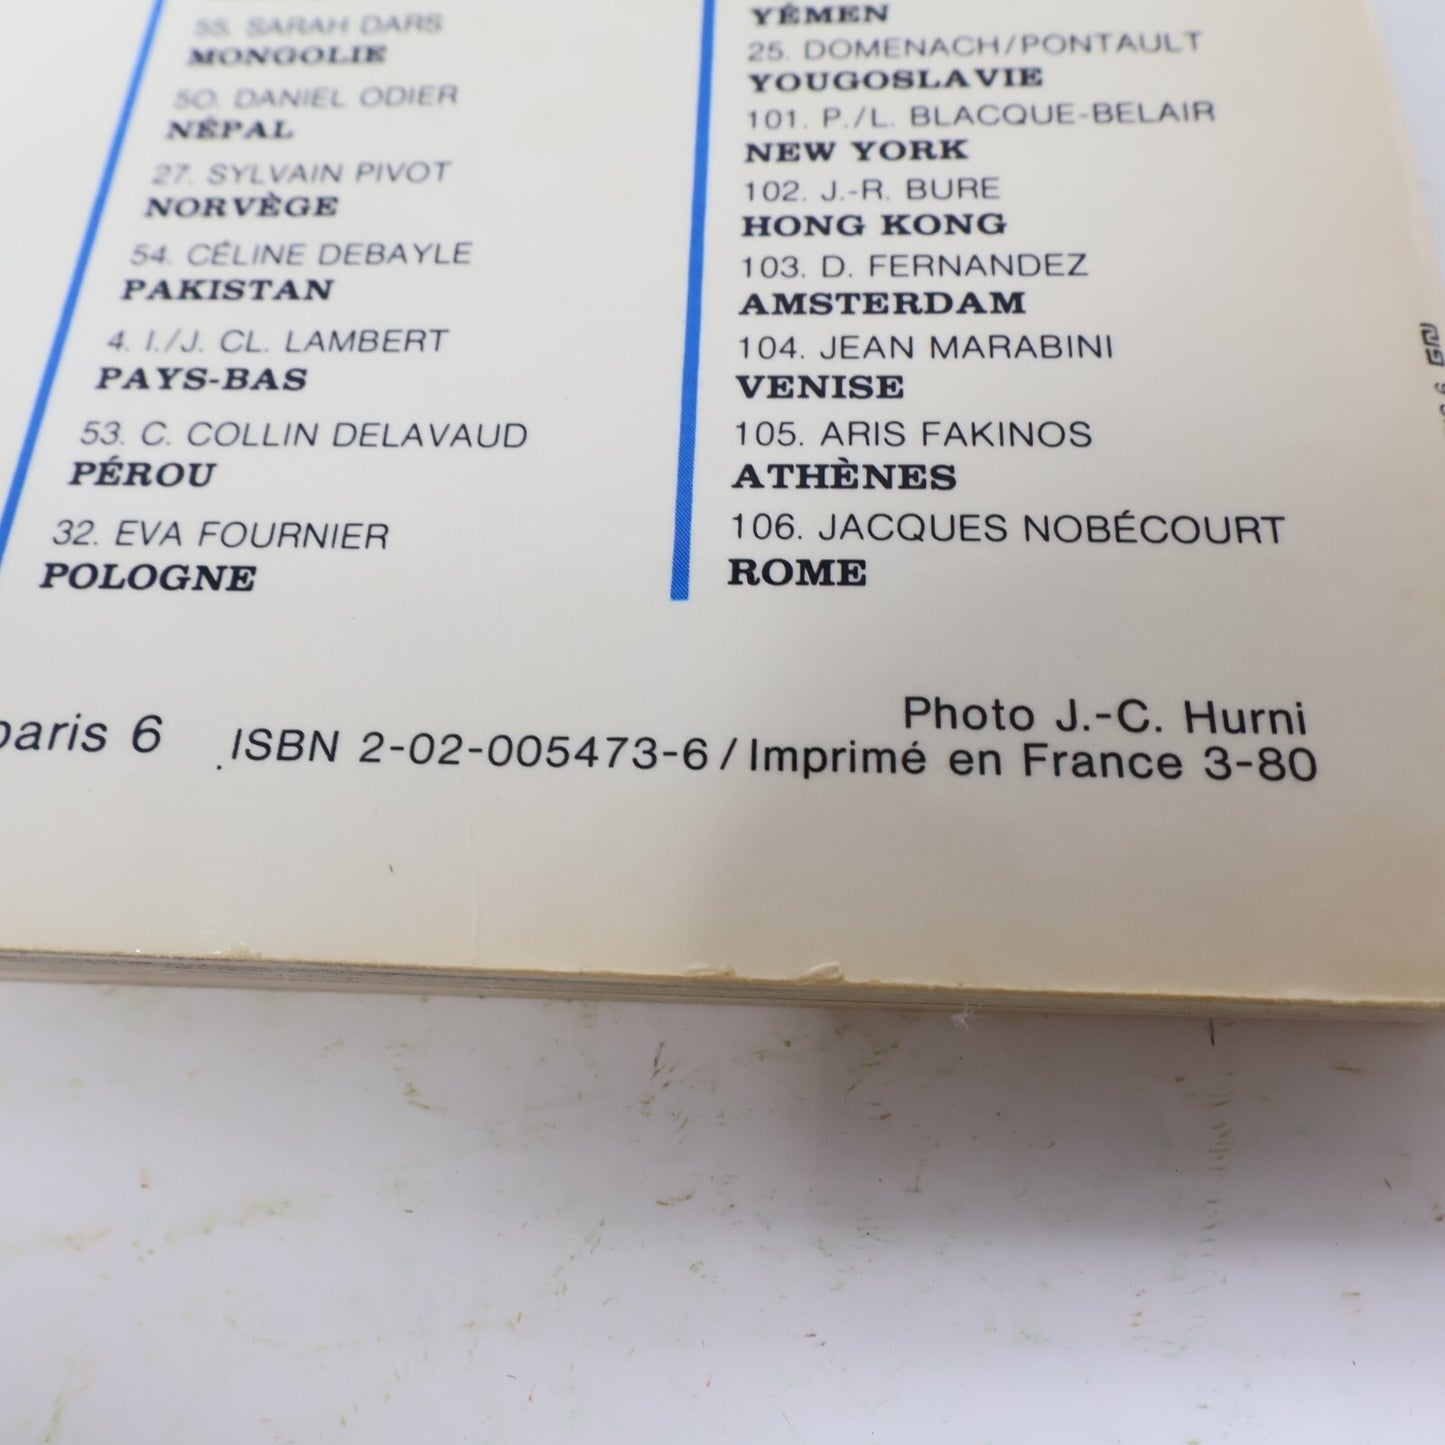 55. SARAH DARS
MONGOLIE
50. DANIEL ODIER
NÉPAL
27. SYLVAIN PIVOT
NORVÈGE
54. CÉLINE DEBAYLE
PAKISTAN
4. I./J. CL. LAMBERT
PAYS-BAS
53. C. COLLIN DELAVAUD
PÉROU
32. EVA FOURNIER
POLOGNE
YÉMEN
25. DOMENACH/PONTAULT
YOUGOSLAVIE
101. P./L. BLACQUE-BELAIR
NEW YORK
102. J.-R. BURE
HONG KONG
103. D. FERNANDEZ
AMSTERDAM
104. JEAN MARABINI
VENISE
105. ARIS FAKINOS
ATHÈNES
106. JACQUES NOBÉCOURT
ROME
Photo J.-C. Hurni
paris 6 ISBN 2-02-005473-6 / Imprimé en France 3-80